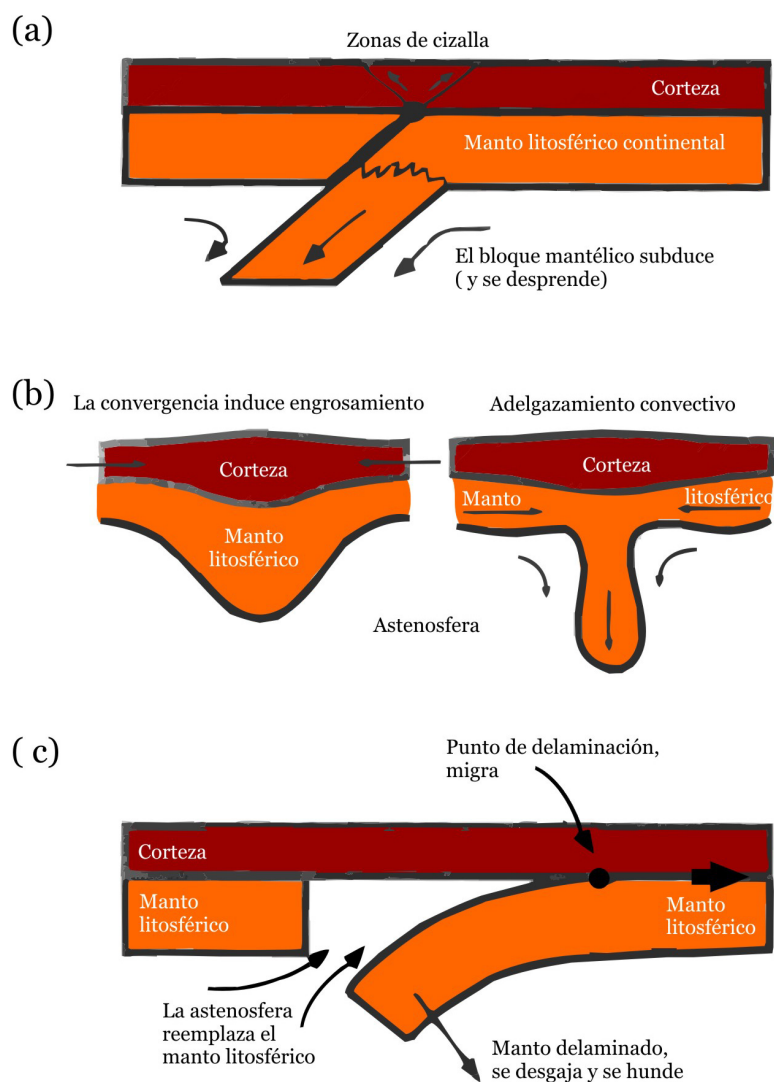 (a)
Zonas de cizalla
Corteza
Manto litosférico continental
El bloque mantélico subduce
( y se desprende)
(b)
La convergencia induce engrosamiento
Adelgazamiento convectivo
Corteza
Corteza
Manto
litosférico
Manto
litosférico
Astenosfera
( c)
Punto de delaminación,
migra
Corteza
Manto
litosférico
Manto
litosférico
La astenosfera
reemplaza el
manto litosférico
Manto delaminado,
se desgaja y se hunde